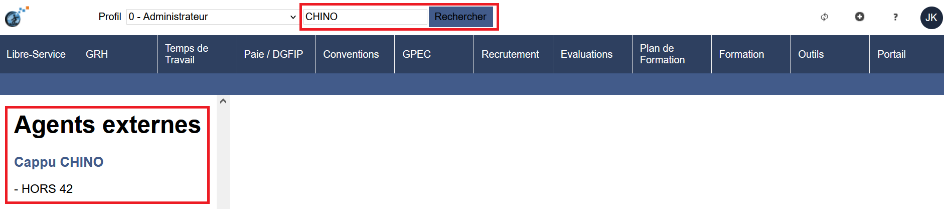 Profil 0 - Administrateur CHINO Rechercher ? JK
Libre-Service GRH Temps de Travail Paie / DGFIP Conventions GPEC Recrutement Evaluations Plan de Formation Formation Outils Portail
Agents externes
Cappu CHINO
- HORS 42